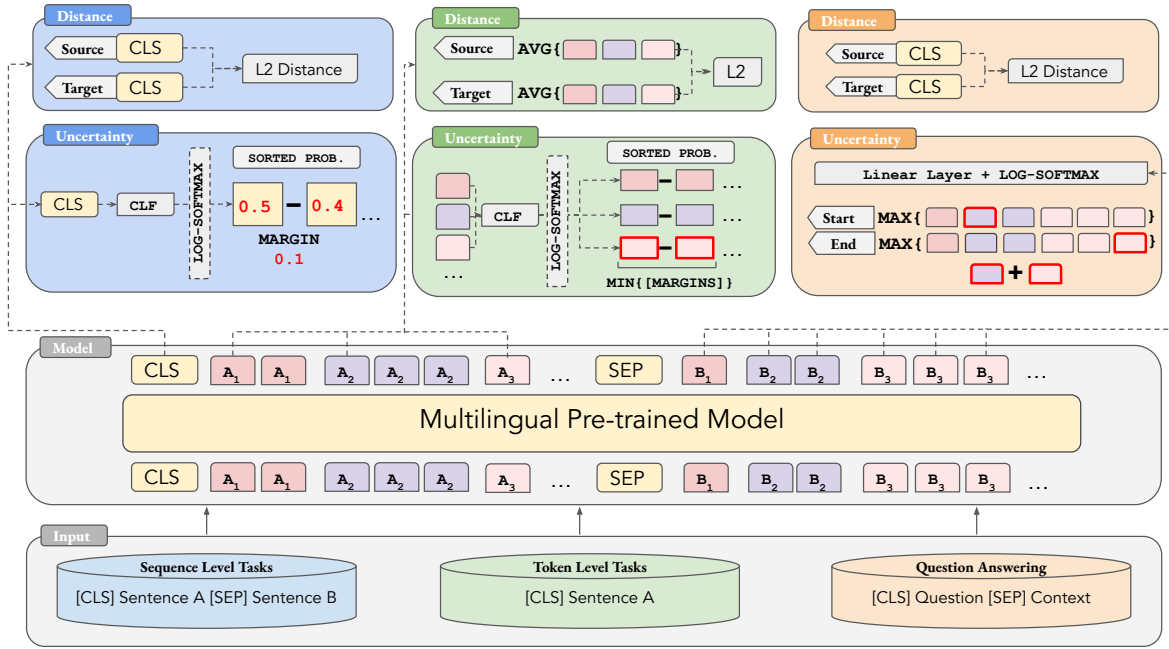 Distance
Source CLS
Target CLS
L2 Distance
Uncertainty
CLS
CLF
LOG-SOFTMAX
SORTED PROB.
0.5 – 0.4 ...
MARGIN
0.1
Distance
Source AVG{ }
Target AVG{ }
L2
Uncertainty
...
CLF
LOG-SOFTMAX
SORTED PROB.
– ...
– ...
– ...
MIN{[MARGINS]}
Distance
Source CLS
Target CLS
L2 Distance
Uncertainty
Linear Layer + LOG-SOFTMAX
Start MAX{ }
End MAX{ }
+
Model
CLS A1 A1 A2 A2 A2 A3 ... SEP B1 B2 B2 B3 B3 B3 ...
Multilingual Pre-trained Model
CLS A1 A1 A2 A2 A2 A3 ... SEP B1 B2 B2 B3 B3 B3 ...
Input
Sequence Level Tasks
[CLS] Sentence A [SEP] Sentence B
Token Level Tasks
[CLS] Sentence A
Question Answering
[CLS] Question [SEP] Context